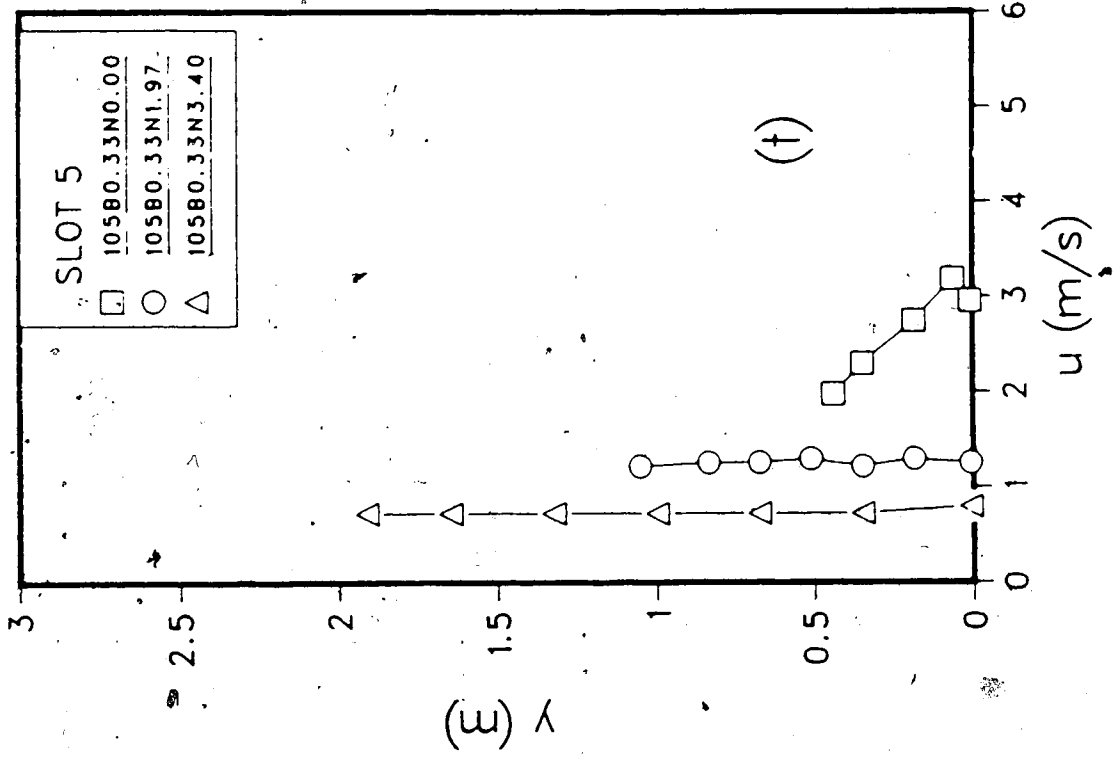 SLOT 5
105B0.33N0.00
105B0.33N1.97
105B0.33N3.40
3
2.5
2
1.5
1
0.5
0
y (m)
(f)
0 1 2 3 4 5 6
u (m/s)